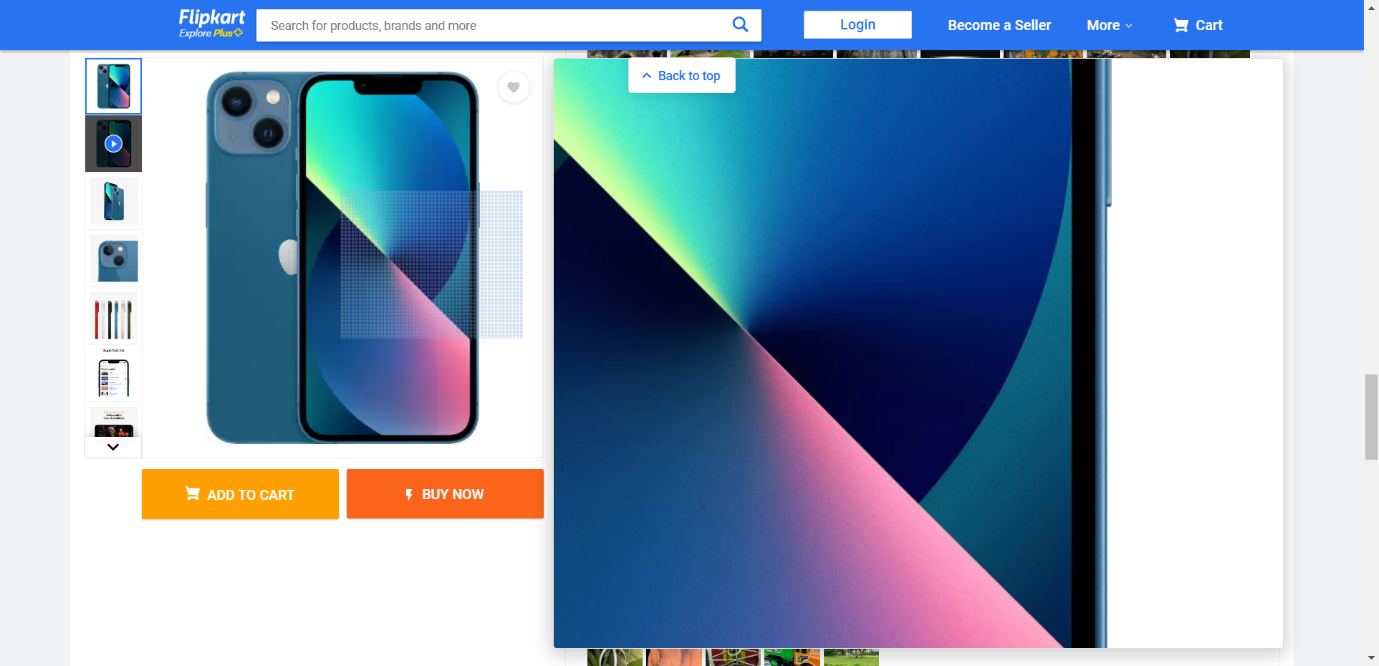 Flipkart
Explore Plus
Search for products, brands and more
Login
Become a Seller
More
Cart
Back to top
ADD TO CART
BUY NOW